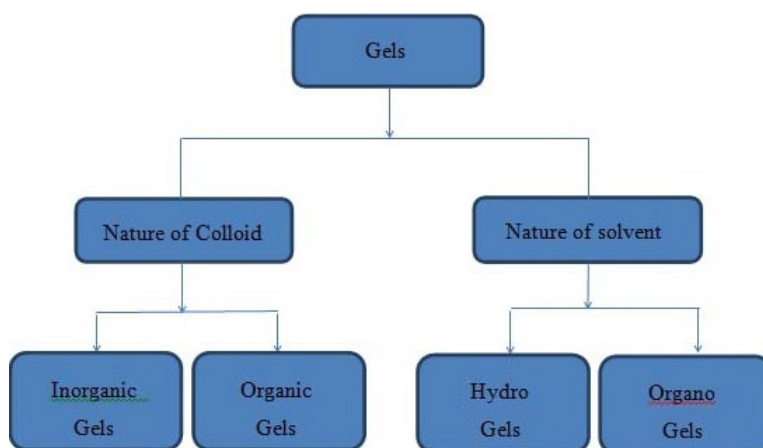 Gels
Nature of Colloid
Nature of solvent
Inorganic
Gels
Organic
Gels
Hydro
Gels
Organo
Gels